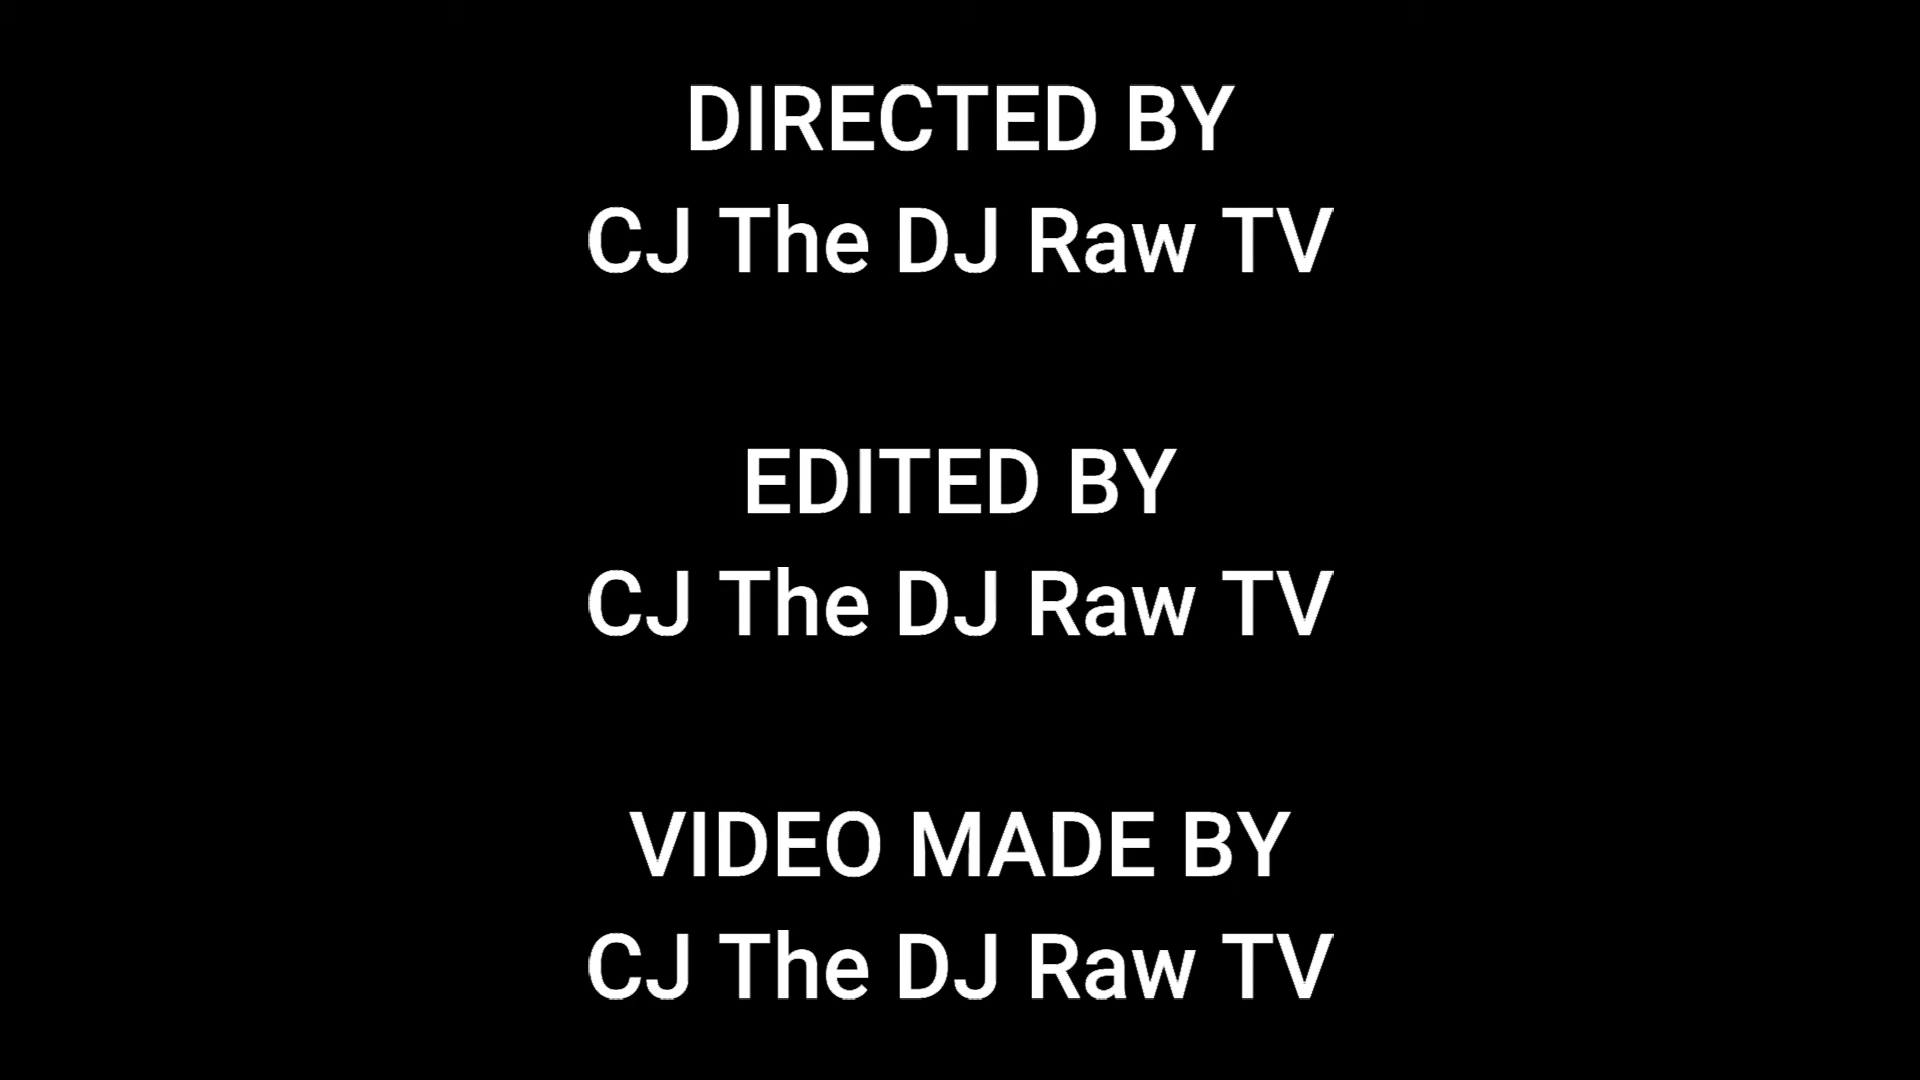 DIRECTED BY
CJ The DJ Raw TV
EDITED BY
CJ The DJ Raw TV
VIDEO MADE BY
CJ The DJ Raw TV